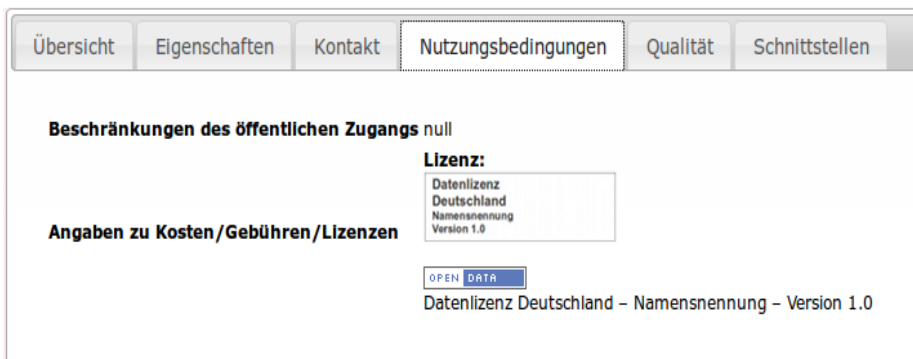 Übersicht Eigenschaften Kontakt Nutzungsbedingungen Qualität Schnittstellen
Beschränkungen des öffentlichen Zugangs null
Lizenz:
Datenlizenz
Deutschland
Namensnennung
Version 1.0
Angaben zu Kosten/Gebühren/Lizenzen
OPEN DATA
Datenlizenz Deutschland – Namensnennung – Version 1.0